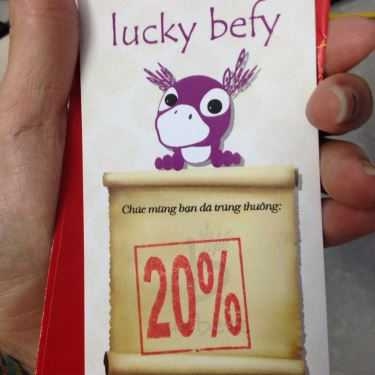 lucky befy
Chúc mừng bạn đã trúng thưởng:
20%